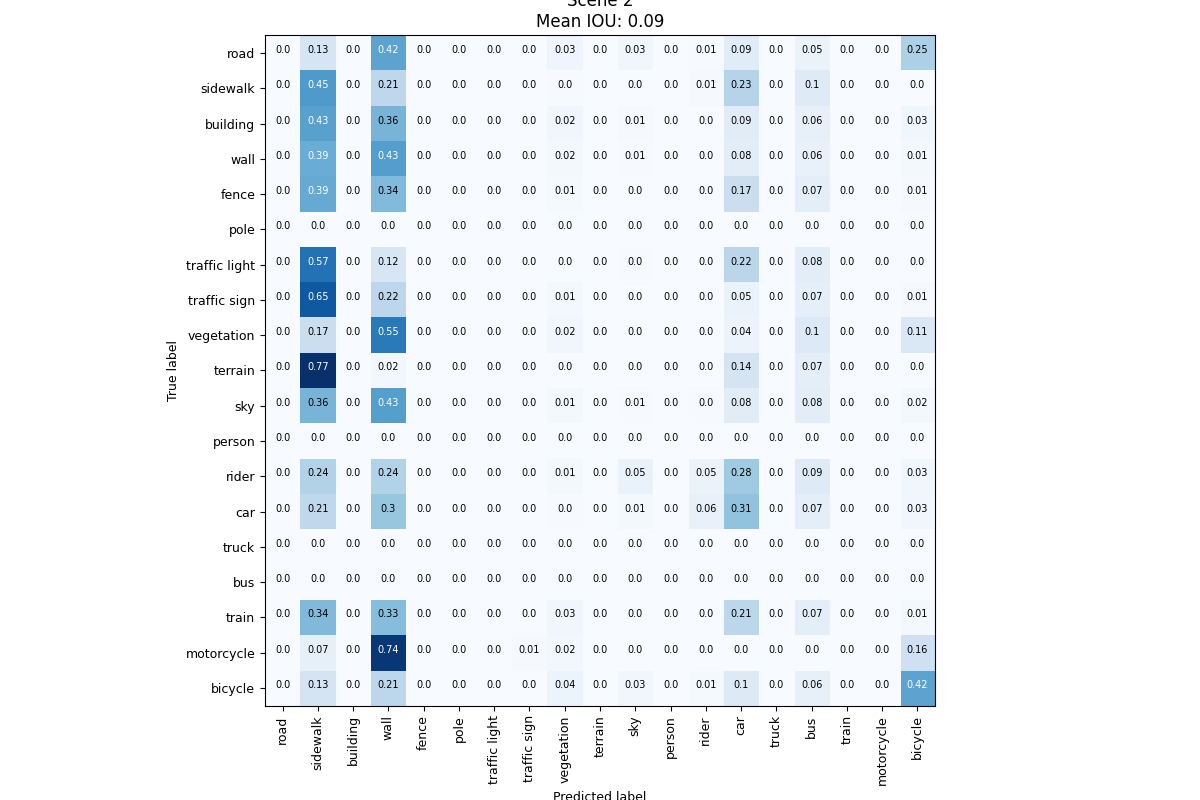 Scene 2
Mean IOU: 0.09
road 0.0 0.13 0.0 0.42 0.0 0.0 0.0 0.0 0.03 0.0 0.03 0.0 0.01 0.09 0.0 0.05 0.0 0.0 0.25
sidewalk 0.0 0.45 0.0 0.21 0.0 0.0 0.0 0.0 0.0 0.0 0.0 0.0 0.01 0.23 0.0 0.1 0.0 0.0 0.0
building 0.0 0.43 0.0 0.36 0.0 0.0 0.0 0.0 0.02 0.0 0.01 0.0 0.0 0.09 0.0 0.06 0.0 0.0 0.03
wall 0.0 0.39 0.0 0.43 0.0 0.0 0.0 0.0 0.02 0.0 0.01 0.0 0.0 0.08 0.0 0.06 0.0 0.0 0.01
fence 0.0 0.39 0.0 0.34 0.0 0.0 0.0 0.0 0.01 0.0 0.0 0.0 0.0 0.17 0.0 0.07 0.0 0.0 0.01
pole 0.0 0.0 0.0 0.0 0.0 0.0 0.0 0.0 0.0 0.0 0.0 0.0 0.0 0.0 0.0 0.0 0.0 0.0 0.0
traffic light 0.0 0.57 0.0 0.12 0.0 0.0 0.0 0.0 0.0 0.0 0.0 0.0 0.0 0.22 0.0 0.08 0.0 0.0 0.0
traffic sign 0.0 0.65 0.0 0.22 0.0 0.0 0.0 0.0 0.01 0.0 0.0 0.0 0.0 0.05 0.0 0.07 0.0 0.0 0.01
vegetation 0.0 0.17 0.0 0.55 0.0 0.0 0.0 0.0 0.02 0.0 0.0 0.0 0.0 0.04 0.0 0.1 0.0 0.0 0.11
terrain 0.0 0.77 0.0 0.02 0.0 0.0 0.0 0.0 0.0 0.0 0.0 0.0 0.0 0.14 0.0 0.07 0.0 0.0 0.0
sky 0.0 0.36 0.0 0.43 0.0 0.0 0.0 0.0 0.01 0.0 0.01 0.0 0.0 0.08 0.0 0.08 0.0 0.0 0.02
person 0.0 0.0 0.0 0.0 0.0 0.0 0.0 0.0 0.0 0.0 0.0 0.0 0.0 0.0 0.0 0.0 0.0 0.0 0.0
rider 0.0 0.24 0.0 0.24 0.0 0.0 0.0 0.0 0.01 0.0 0.05 0.0 0.05 0.28 0.0 0.09 0.0 0.0 0.03
car 0.0 0.21 0.0 0.3 0.0 0.0 0.0 0.0 0.0 0.0 0.01 0.0 0.06 0.31 0.0 0.07 0.0 0.0 0.03
truck 0.0 0.0 0.0 0.0 0.0 0.0 0.0 0.0 0.0 0.0 0.0 0.0 0.0 0.0 0.0 0.0 0.0 0.0 0.0
bus 0.0 0.0 0.0 0.0 0.0 0.0 0.0 0.0 0.0 0.0 0.0 0.0 0.0 0.0 0.0 0.0 0.0 0.0 0.0
train 0.0 0.34 0.0 0.33 0.0 0.0 0.0 0.0 0.03 0.0 0.0 0.0 0.0 0.21 0.0 0.07 0.0 0.0 0.01
motorcycle 0.0 0.07 0.0 0.74 0.0 0.0 0.0 0.01 0.02 0.0 0.0 0.0 0.0 0.0 0.0 0.0 0.0 0.0 0.16
bicycle 0.0 0.13 0.0 0.21 0.0 0.0 0.0 0.0 0.04 0.0 0.03 0.0 0.01 0.1 0.0 0.06 0.0 0.0 0.42
True label
road sidewalk building wall fence pole traffic light traffic sign vegetation terrain sky person rider car truck bus train motorcycle bicycle
Predicted label